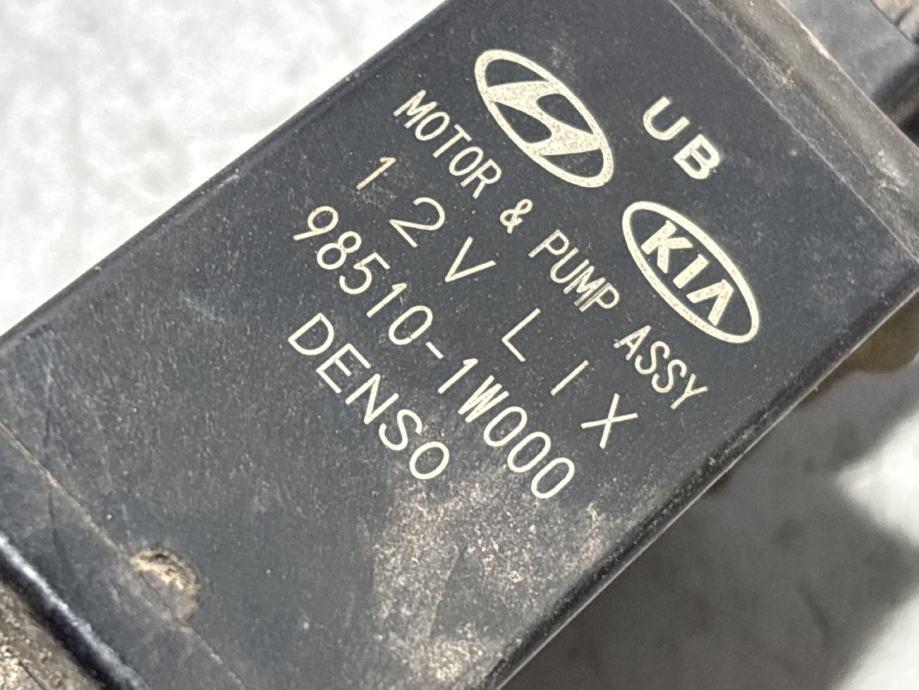 UB
KIA
MOTOR & PUMP ASSY
12V LIX
98510-1W000
DENSO